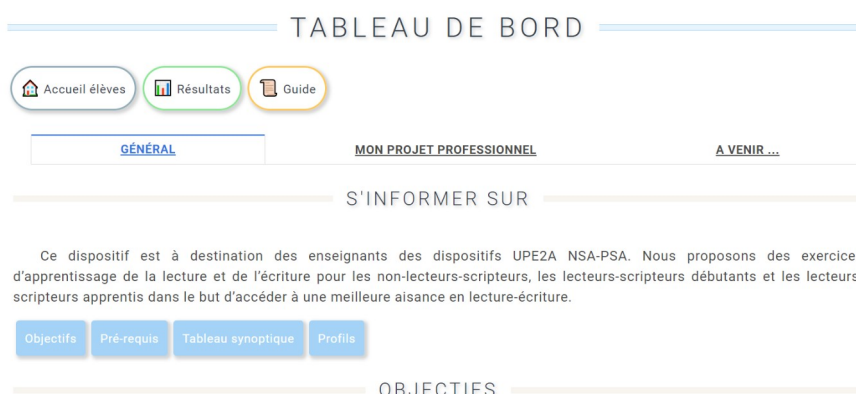 TABLEAU DE BORD
Accueil élèves Résultats Guide
GÉNÉRAL MON PROJET PROFESSIONNEL A VENIR ...
S'INFORMER SUR
Ce dispositif est à destination des enseignants des dispositifs UPE2A NSA-PSA. Nous proposons des exercice
d'apprentissage de la lecture et de l'écriture pour les non-lecteurs-scripteurs, les lecteurs-scripteurs débutants et les lecteurs
scripteurs apprentis dans le but d'accéder à une meilleure aisance en lecture-écriture.
Objectifs Pré-requis Tableau synoptique Profils
OBJECTIFS